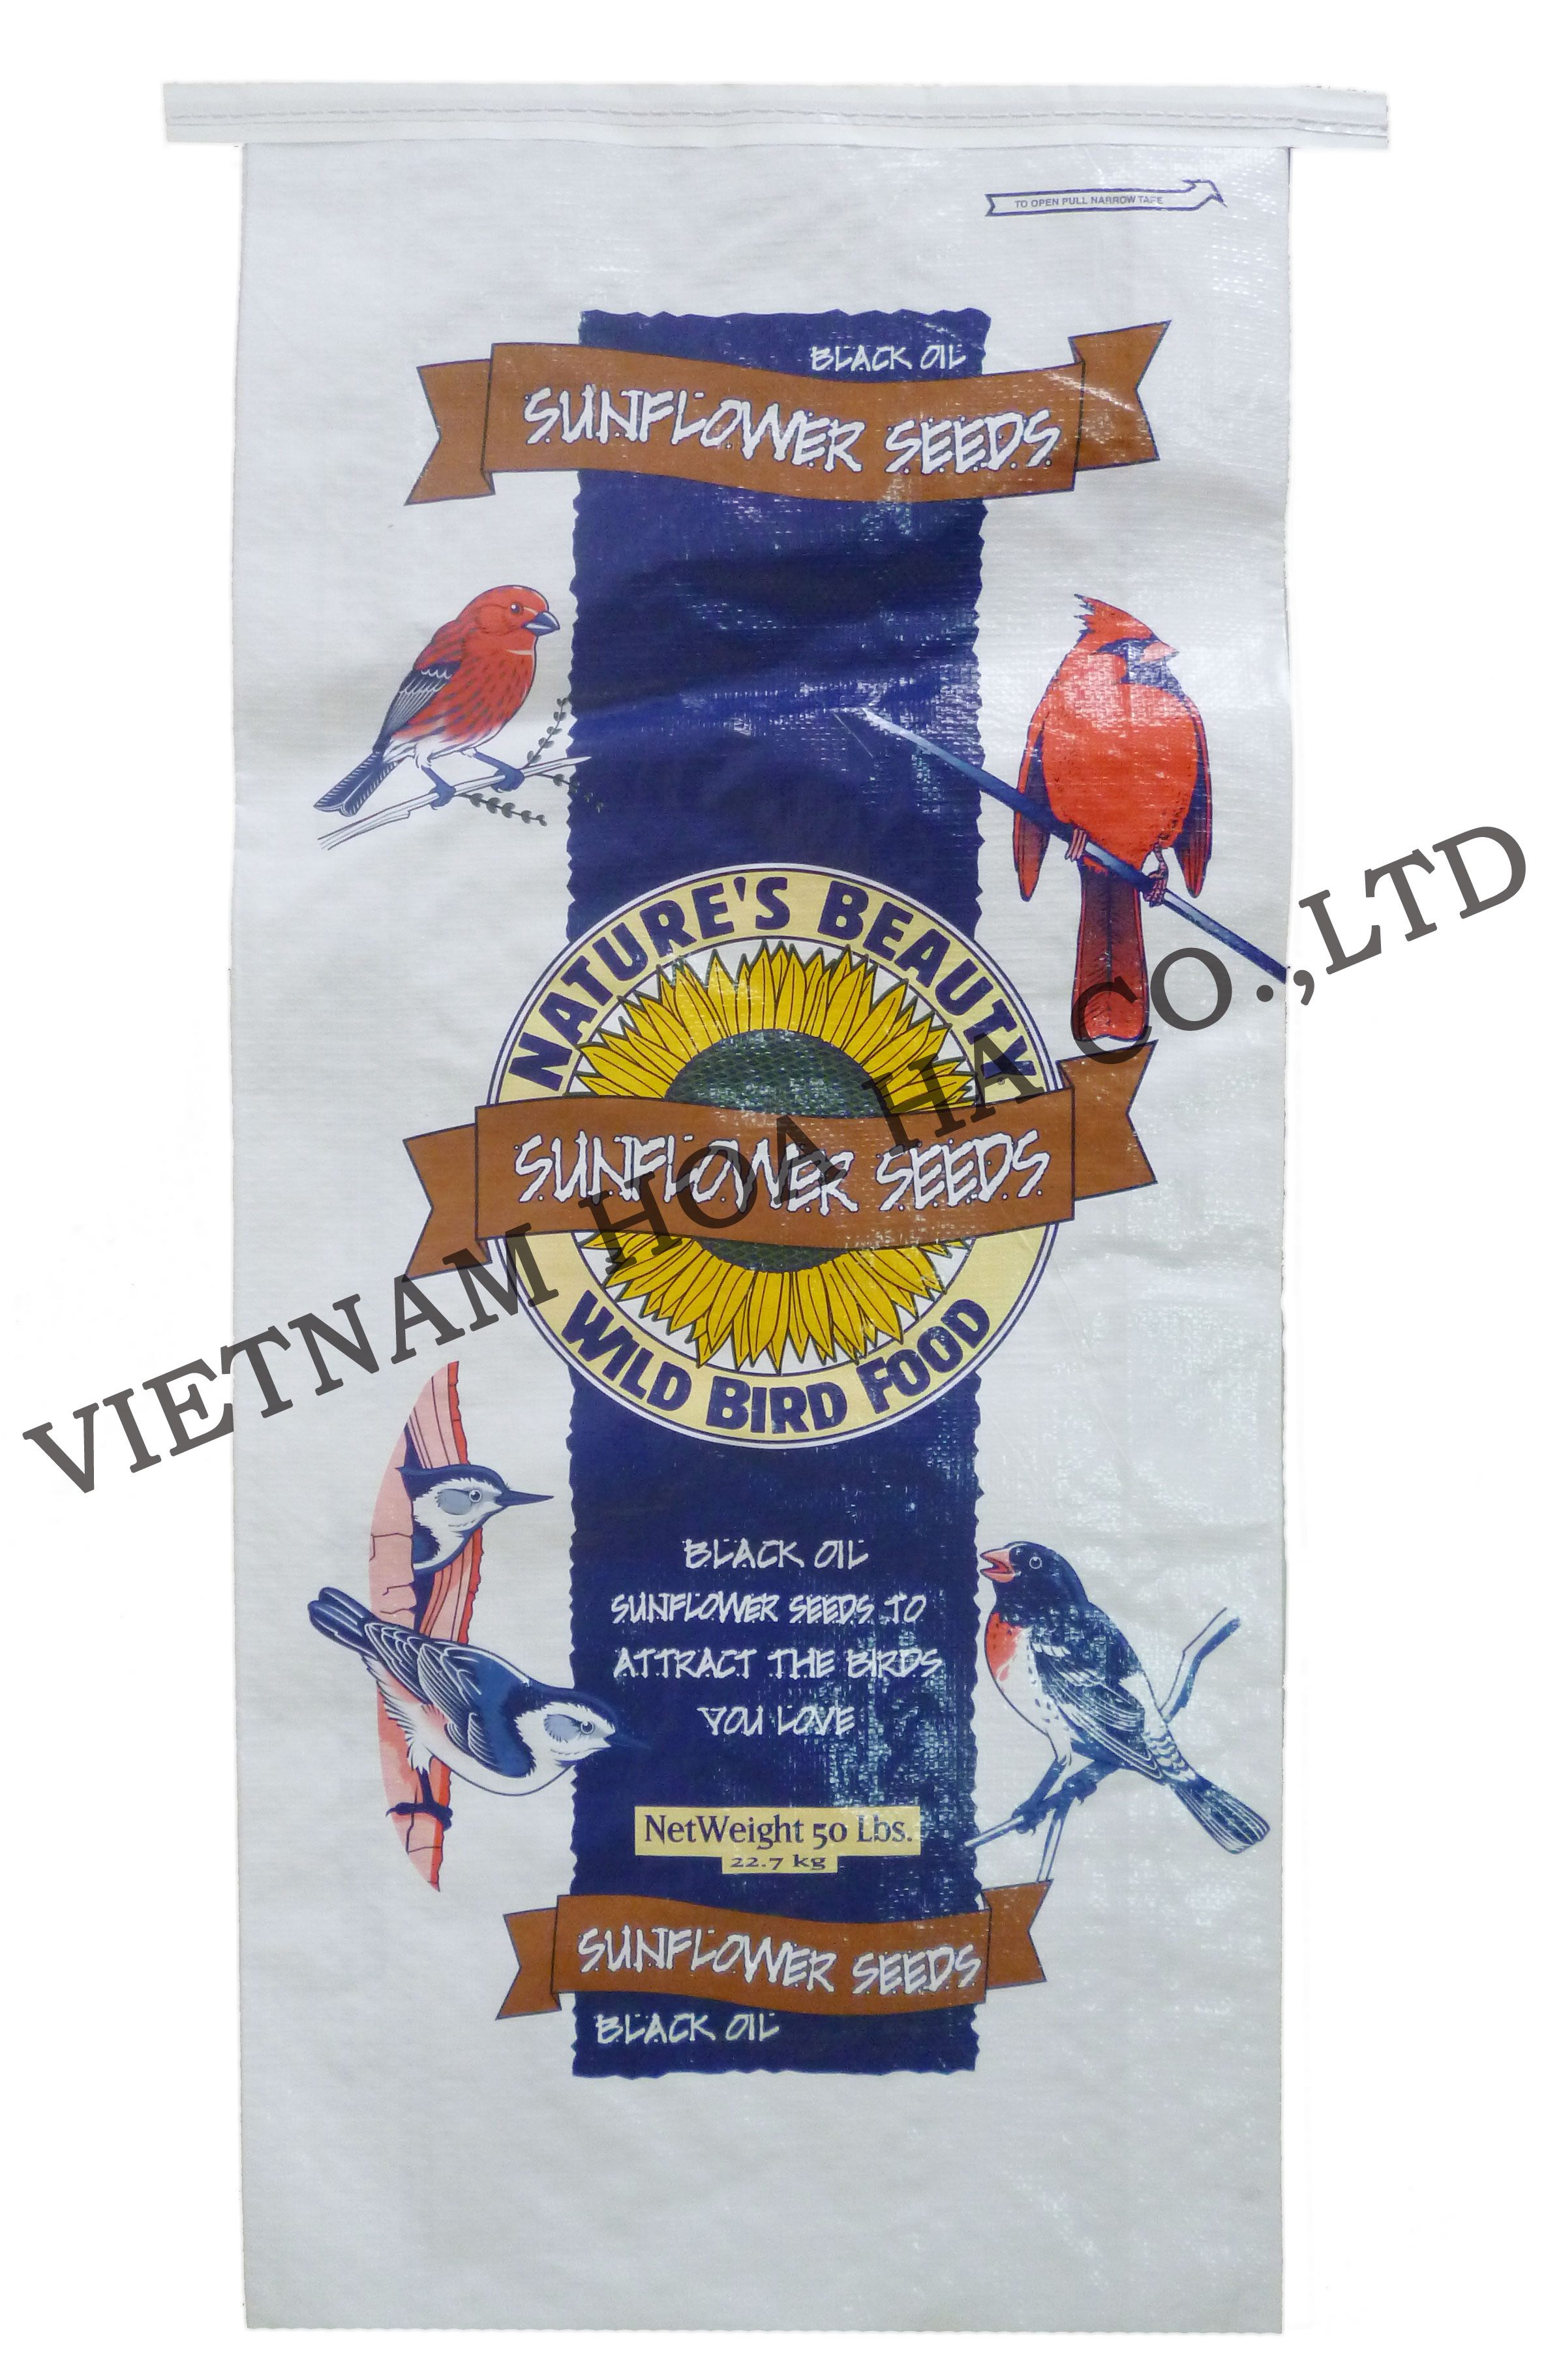 TO OPEN PULL NARROW TAPE
BLACK OIL
SUNFLOWER SEEDS
NATURE'S BEAUTY
SUNFLOWER SEEDS
WILD BIRD FOOD
VIETNAM HOA HA CO.,LTD
BLACK OIL
SUNFLOWER SEEDS TO
ATTRACT THE BIRDS
YOU LOVE
NetWeight 50 Lbs.
22.7 kg
SUNFLOWER SEEDS
BLACK OIL